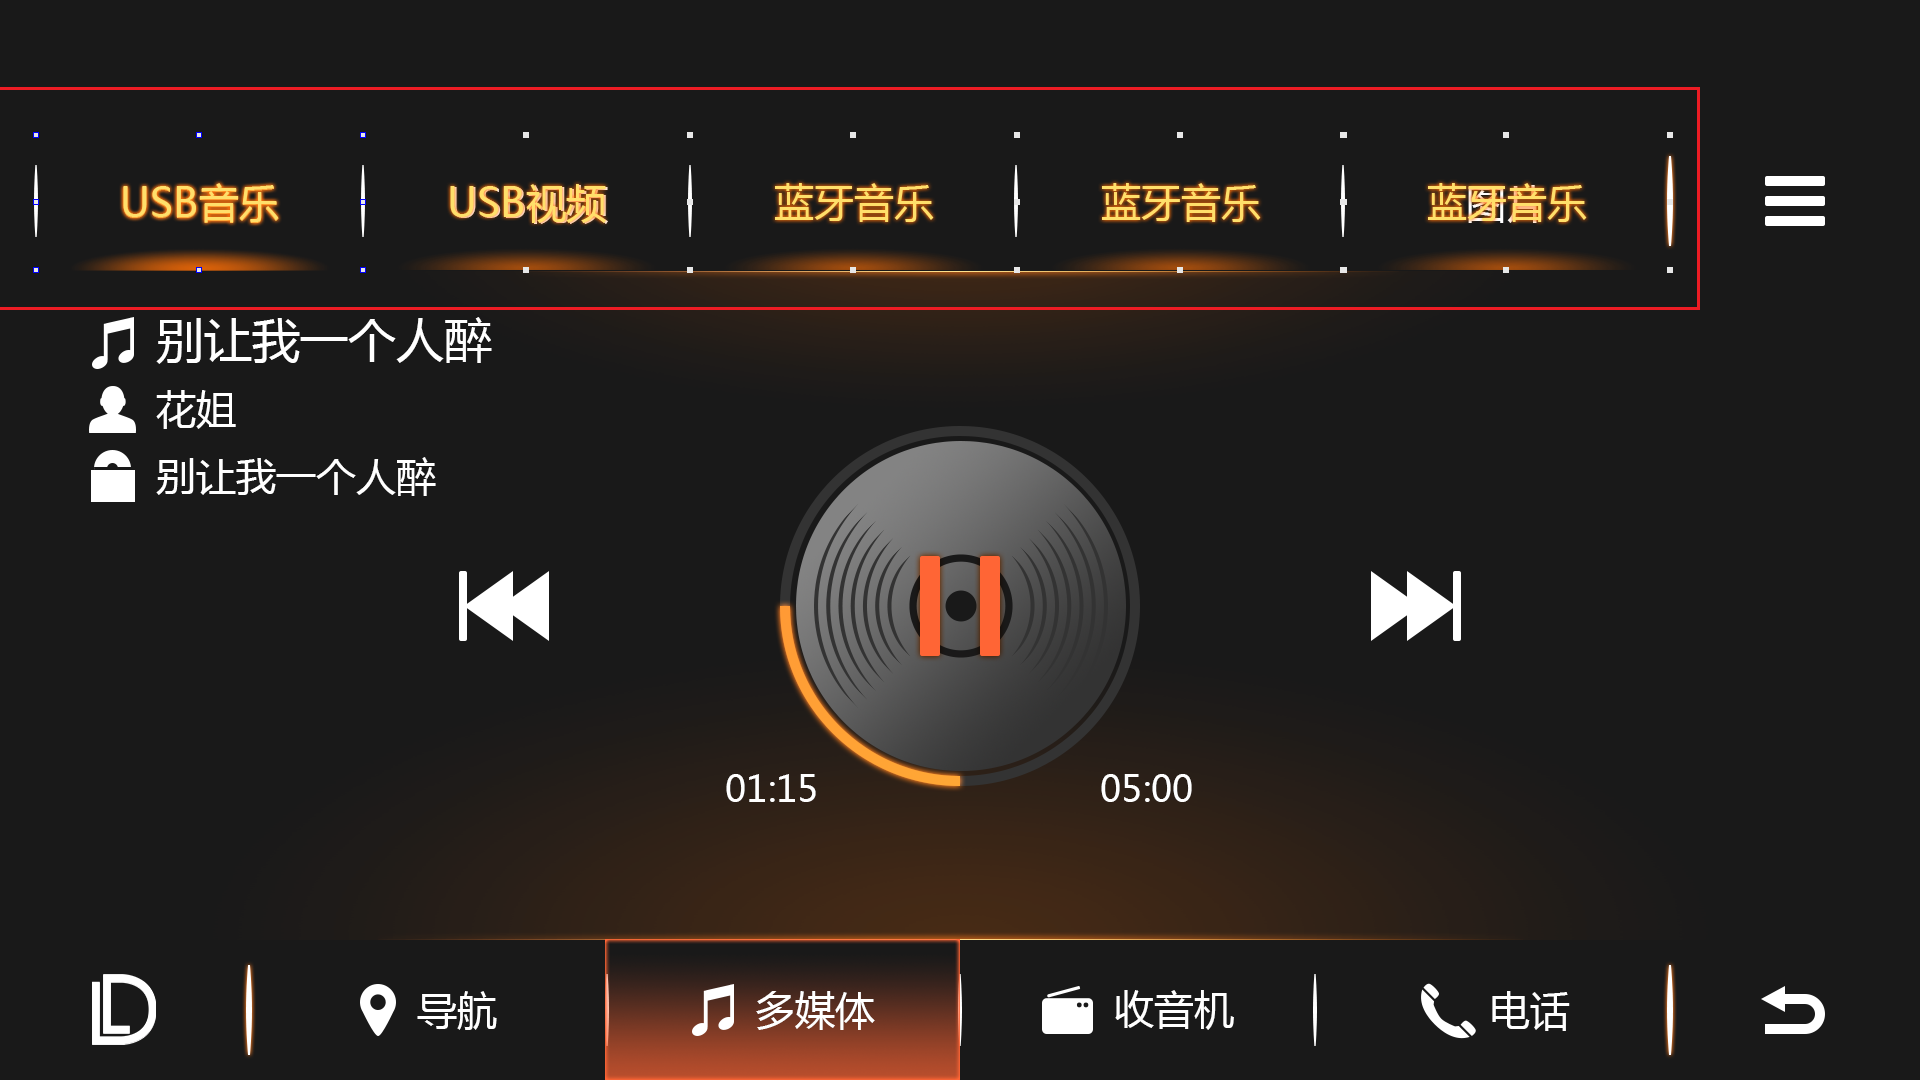 USB音乐 USB视频 蓝牙音乐 蓝牙音乐 蓝牙音乐
别让我一个人醉
花姐
别让我一个人醉
01:15 05:00
导航 多媒体 收音机 电话